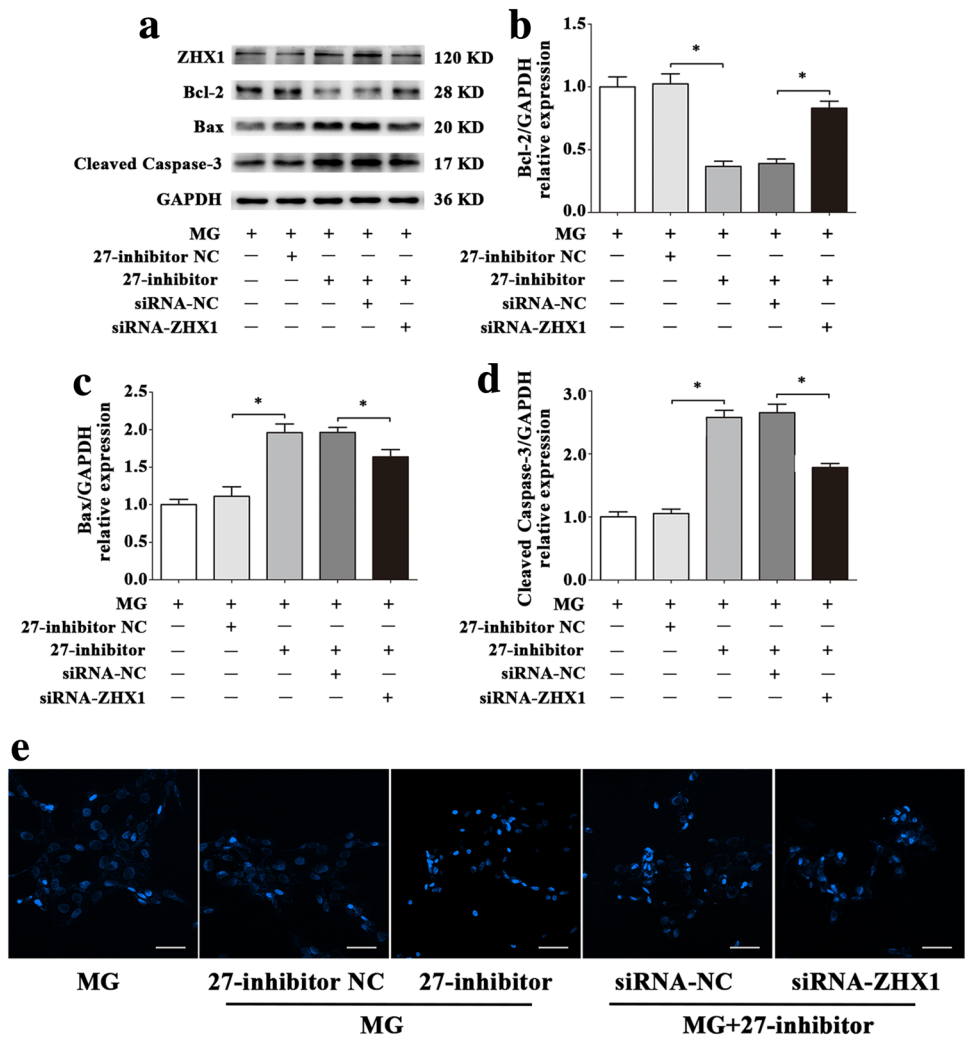 a
ZHX1 120 KD
Bcl-2 28 KD
Bax 20 KD
Cleaved Caspase-3 17 KD
GAPDH 36 KD
MG + + + + +
27-inhibitor NC — + — — —
27-inhibitor — — + + +
siRNA-NC — — — + —
siRNA-ZHX1 — — — — +
b
Bcl-2/GAPDH
relative expression
1.5
1.0
0.5
0.0
* *
MG + + + + +
27-inhibitor NC — + — — —
27-inhibitor — — + + +
siRNA-NC — — — + —
siRNA-ZHX1 — — — — +
c
Bax/GAPDH
relative expression
2.5
2.0
1.5
1.0
0.5
0.0
* *
MG + + + + +
27-inhibitor NC — + — — —
27-inhibitor — — + + +
siRNA-NC — — — + —
siRNA-ZHX1 — — — — +
d
Cleaved Caspase-3/GAPDH
relative expression
3.0
2.0
1.0
0.0
* *
MG + + + + +
27-inhibitor NC — + — — —
27-inhibitor — — + + +
siRNA-NC — — — + —
siRNA-ZHX1 — — — — +
e
MG 27-inhibitor NC 27-inhibitor siRNA-NC siRNA-ZHX1
MG MG+27-inhibitor